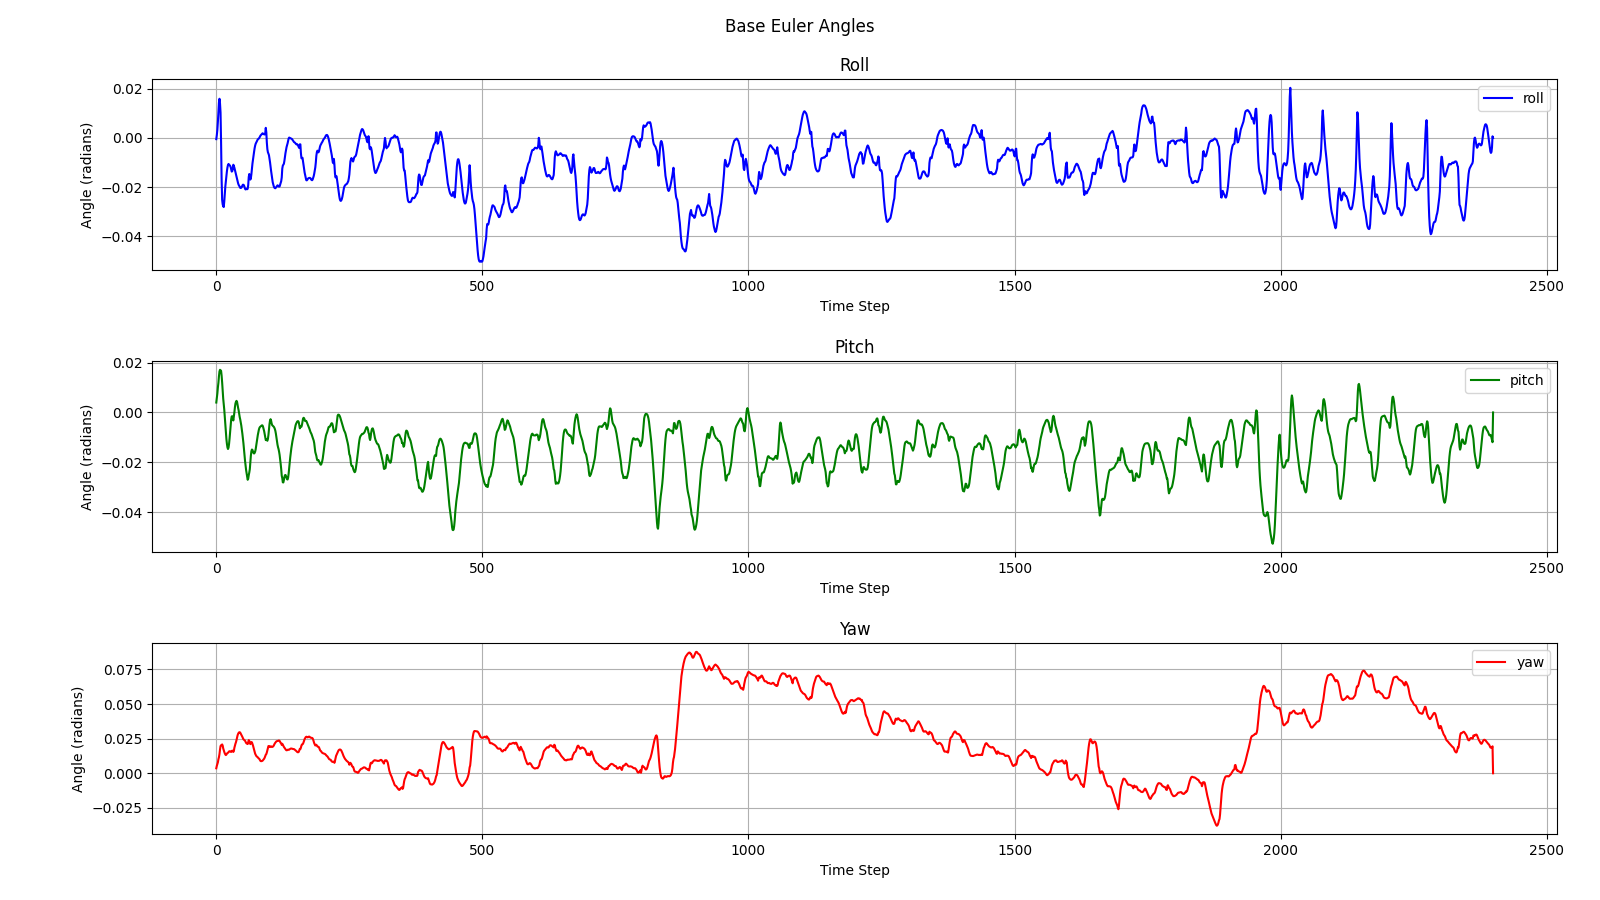 Base Euler Angles
Roll
Angle (radians)
0.02
0.00
−0.02
−0.04
roll
0 500 1000 1500 2000 2500
Time Step
Pitch
Angle (radians)
0.02
0.00
−0.02
−0.04
pitch
0 500 1000 1500 2000 2500
Time Step
Yaw
Angle (radians)
0.075
0.050
0.025
0.000
−0.025
yaw
0 500 1000 1500 2000 2500
Time Step